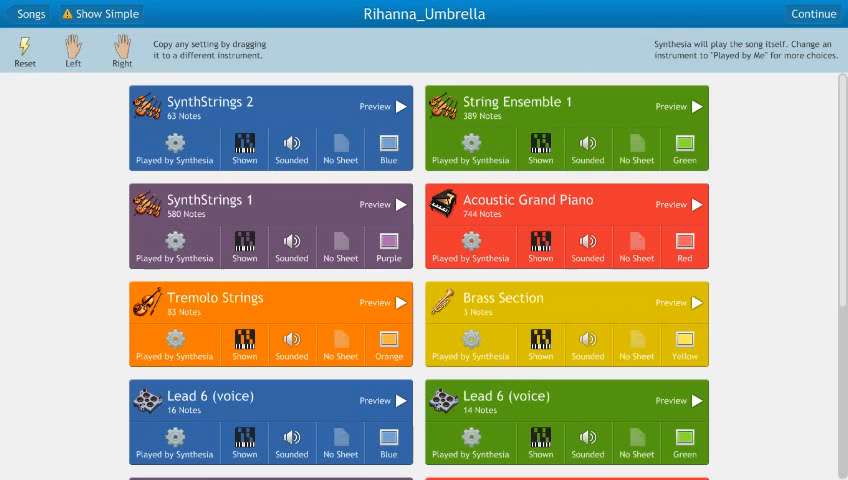 Songs
Show Simple
Rihanna_Umbrella
Continue
Reset
Left
Right
Copy any setting by dragging
it to a different instrument.
Synthesia will play the song itself. Change an
instrument to "Played by Me" for more choices.
SynthStrings 2
63 Notes
Preview
Played by Synthesia
Shown
Sounded
No Sheet
Blue
String Ensemble 1
389 Notes
Preview
Played by Synthesia
Shown
Sounded
No Sheet
Green
SynthStrings 1
580 Notes
Preview
Played by Synthesia
Shown
Sounded
No Sheet
Purple
Acoustic Grand Piano
744 Notes
Preview
Played by Synthesia
Shown
Sounded
No Sheet
Red
Tremolo Strings
83 Notes
Preview
Played by Synthesia
Shown
Sounded
No Sheet
Orange
Brass Section
3 Notes
Preview
Played by Synthesia
Shown
Sounded
No Sheet
Yellow
Lead 6 (voice)
16 Notes
Preview
Played by Synthesia
Shown
Sounded
No Sheet
Blue
Lead 6 (voice)
14 Notes
Preview
Played by Synthesia
Shown
Sounded
No Sheet
Green